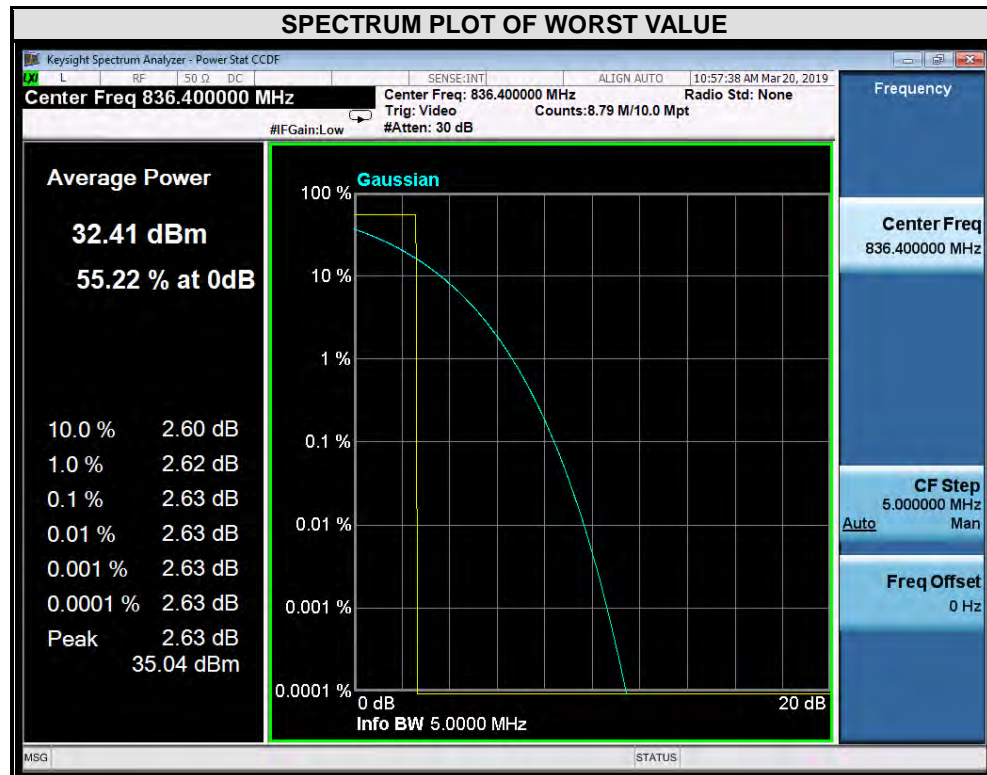 SPECTRUM PLOT OF WORST VALUE
Keysight Spectrum Analyzer - Power Stat CCDF
LXI L RF 50 Ω DC SENSE:INT ALIGN AUTO 10:57:38 AM Mar 20, 2019
Center Freq 836.400000 MHz
Center Freq: 836.400000 MHz Radio Std: None
Trig: Video Counts:8.79 M/10.0 Mpt
#IFGain:Low #Atten: 30 dB
Frequency
Average Power
32.41 dBm
55.22 % at 0dB
10.0 % 2.60 dB
1.0 % 2.62 dB
0.1 % 2.63 dB
0.01 % 2.63 dB
0.001 % 2.63 dB
0.0001 % 2.63 dB
Peak 2.63 dB
35.04 dBm
Gaussian
100 %
10 %
1 %
0.1 %
0.01 %
0.001 %
0.0001 %
0 dB 20 dB
Info BW 5.0000 MHz
Center Freq
836.400000 MHz
CF Step
5.000000 MHz
Auto Man
Freq Offset
0 Hz
MSG STATUS